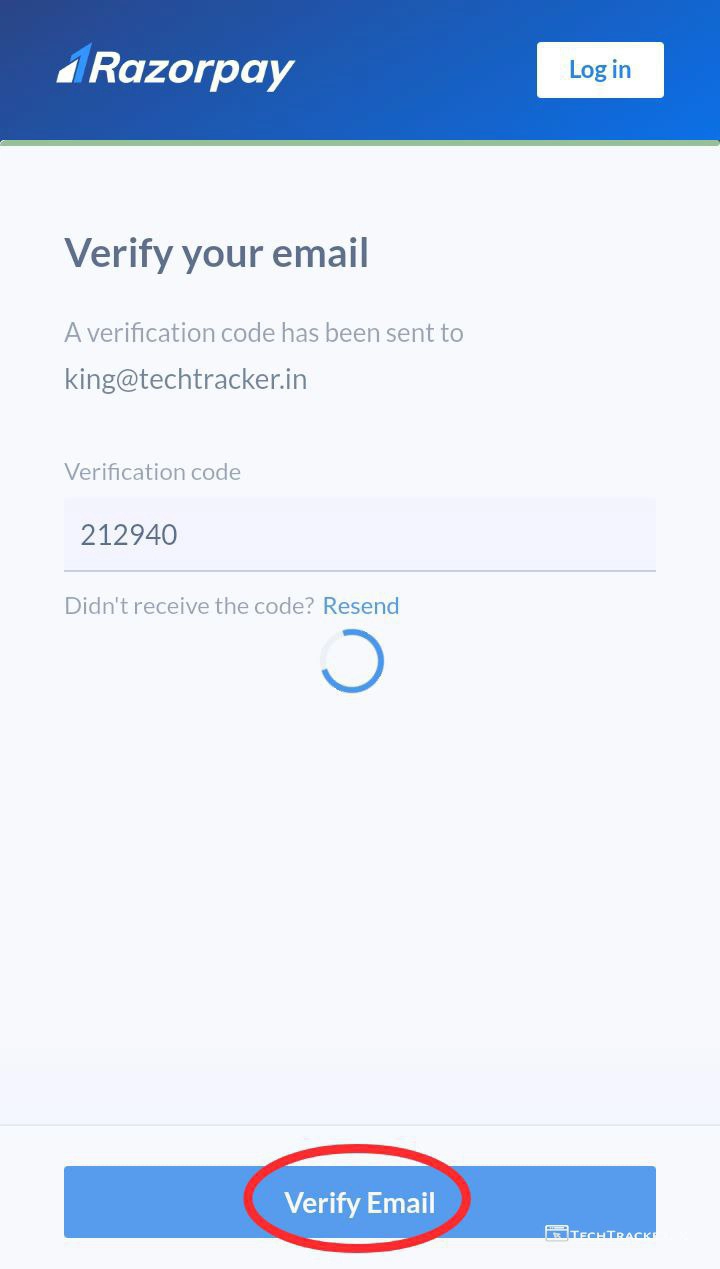 Razorpay
Log in
Verify your email
A verification code has been sent to
king@techtracker.in
Verification code
212940
Didn't receive the code? Resend
Verify Email